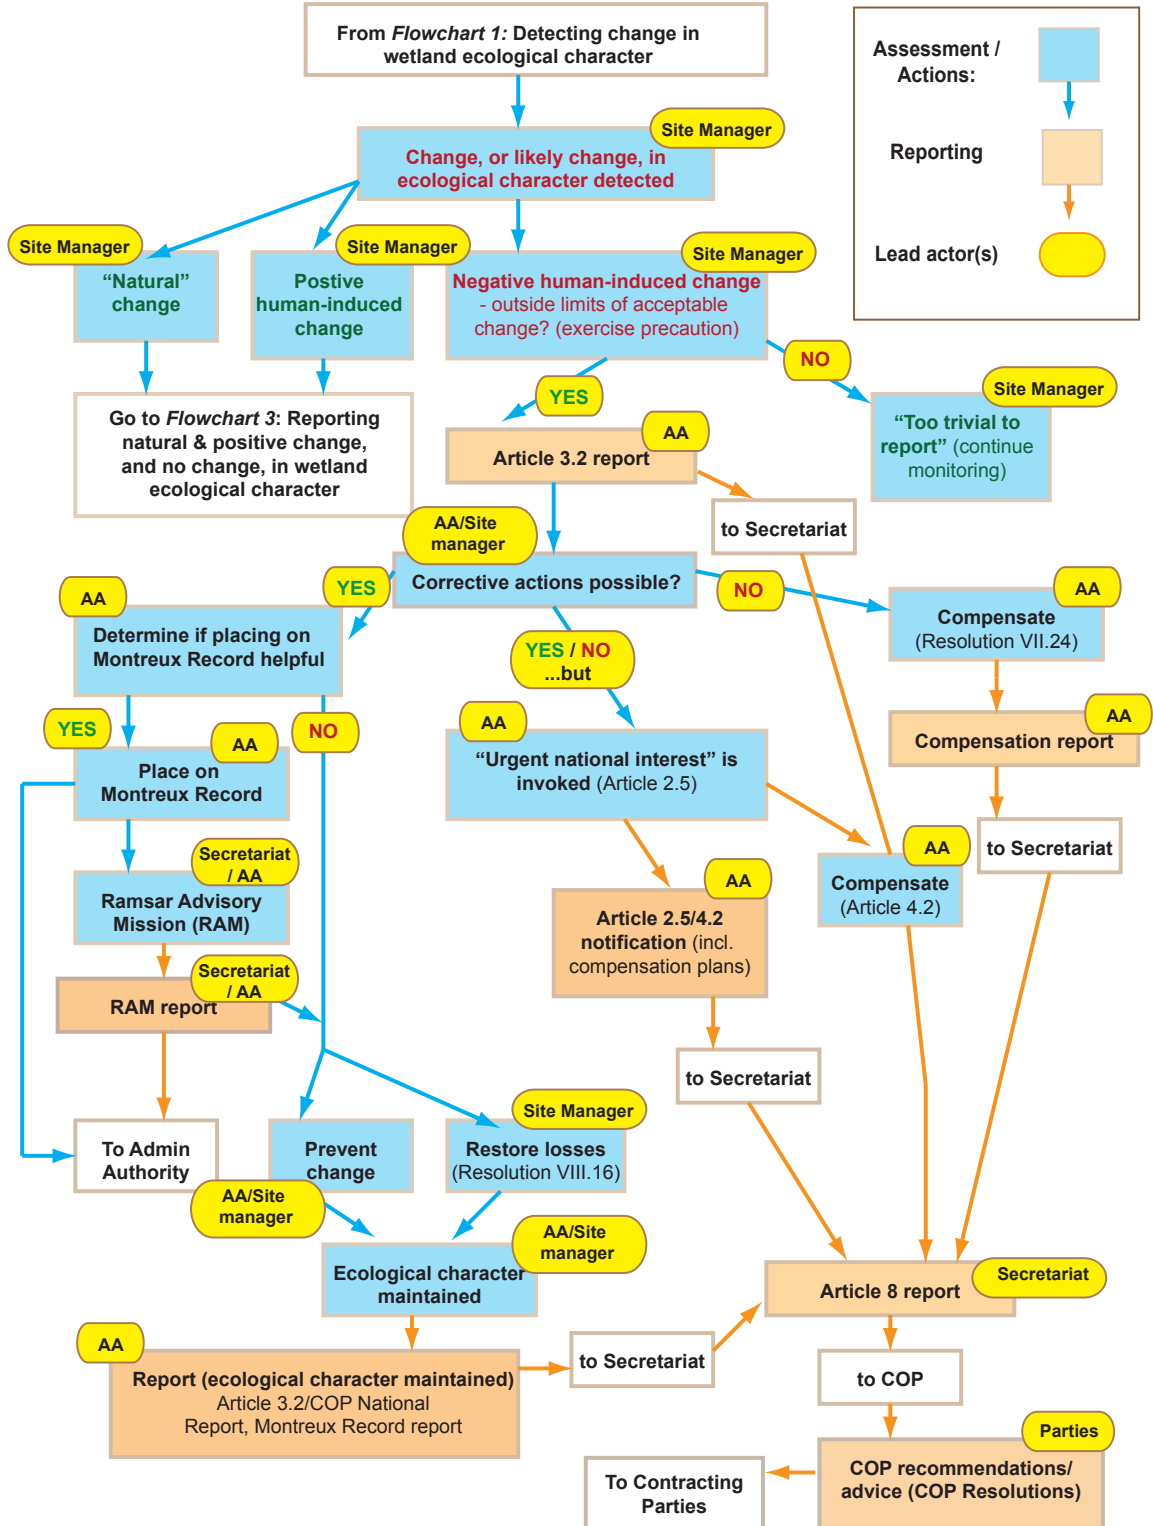 From Flowchart 1: Detecting change in
wetland ecological character
Assessment /
Actions:
Reporting
Lead actor(s)
Site Manager
Change, or likely change, in
ecological character detected
Site Manager
“Natural”
change
Site Manager
Postive
human-induced
change
Site Manager
Negative human-induced change
- outside limits of acceptable
change? (exercise precaution)
NO
YES
Site Manager
“Too trivial to
report” (continue
monitoring)
Go to Flowchart 3: Reporting
natural & positive change,
and no change, in wetland
ecological character
AA
Article 3.2 report
to Secretariat
AA/Site
manager
Corrective actions possible?
YES
NO
YES / NO
...but
AA
Determine if placing on
Montreux Record helpful
AA
Compensate
(Resolution VII.24)
YES
NO
AA
Place on
Montreux Record
AA
“Urgent national interest” is
invoked (Article 2.5)
AA
Compensation report
to Secretariat
Secretariat
/ AA
Ramsar Advisory
Mission (RAM)
AA
Compensate
(Article 4.2)
AA
Article 2.5/4.2
notification (incl.
compensation plans)
Secretariat
/ AA
RAM report
to Secretariat
To Admin
Authority
Prevent
change
AA/Site
manager
Site Manager
Restore losses
(Resolution VIII.16)
AA/Site
manager
Ecological character
maintained
Secretariat
Article 8 report
AA
Report (ecological character maintained)
Article 3.2/COP National
Report, Montreux Record report
to Secretariat
to COP
Parties
COP recommendations/
advice (COP Resolutions)
To Contracting
Parties